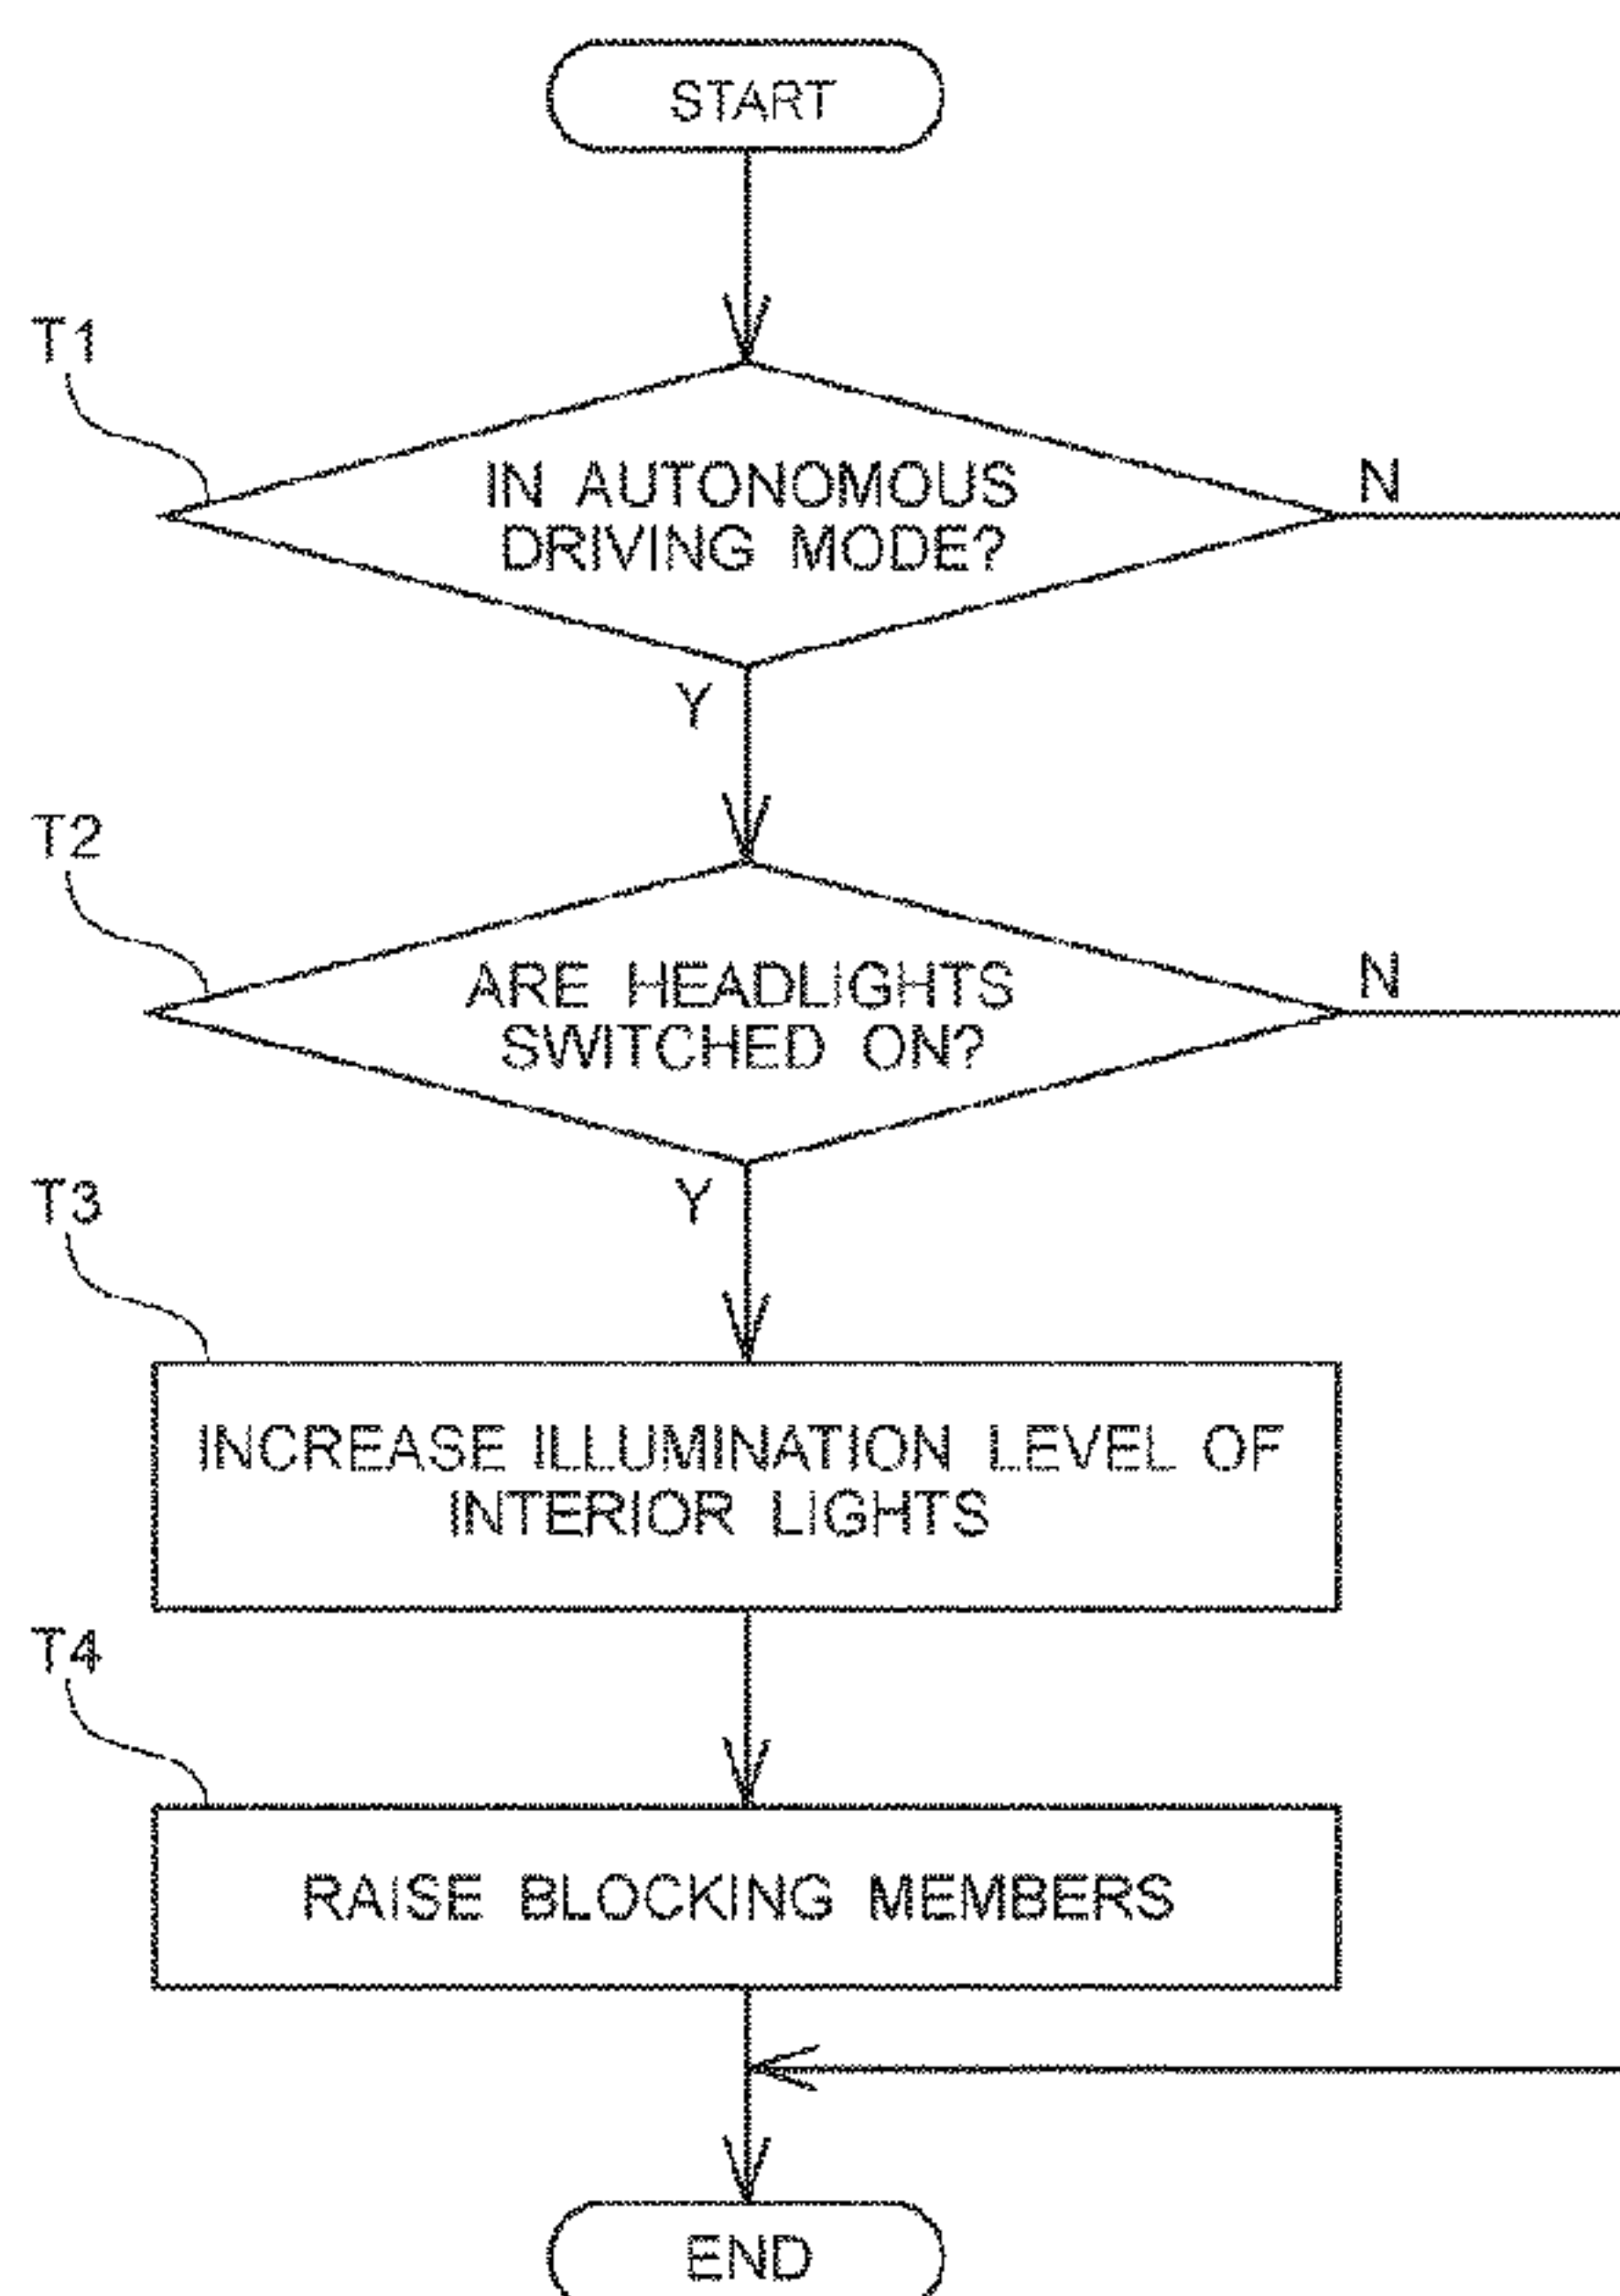 START
T1
IN AUTONOMOUS
DRIVING MODE?
N
Y
T2
ARE HEADLIGHTS
SWITCHED ON?
N
Y
T3
INCREASE ILLUMINATION LEVEL OF
INTERIOR LIGHTS
T4
RAISE BLOCKING MEMBERS
END